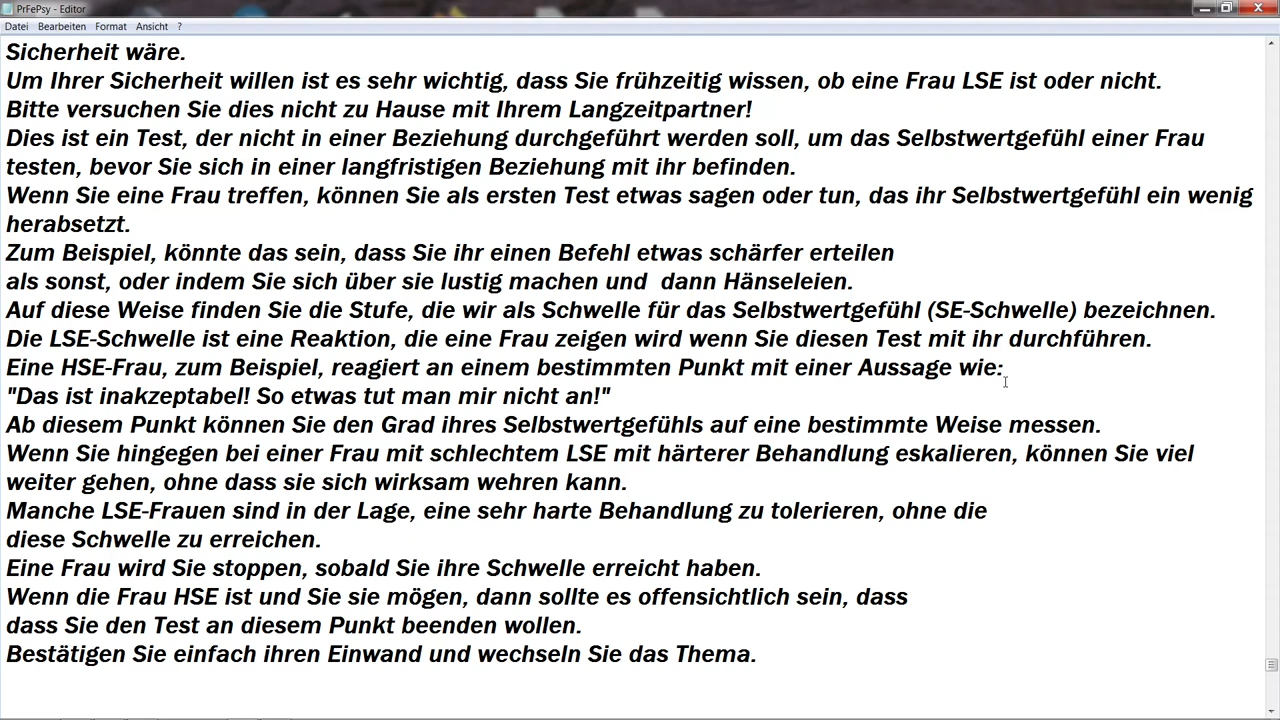 PrFePsy - Editor
Datei Bearbeiten Format Ansicht ?
Sicherheit wäre.
Um Ihrer Sicherheit willen ist es sehr wichtig, dass Sie frühzeitig wissen, ob eine Frau LSE ist oder nicht.
Bitte versuchen Sie dies nicht zu Hause mit Ihrem Langzeitpartner!
Dies ist ein Test, der nicht in einer Beziehung durchgeführt werden soll, um das Selbstwertgefühl einer Frau
testen, bevor Sie sich in einer langfristigen Beziehung mit ihr befinden.
Wenn Sie eine Frau treffen, können Sie als ersten Test etwas sagen oder tun, das ihr Selbstwertgefühl ein wenig
herabsetzt.
Zum Beispiel, könnte das sein, dass Sie ihr einen Befehl etwas schärfer erteilen
als sonst, oder indem Sie sich über sie lustig machen und  dann Hänseleien.
Auf diese Weise finden Sie die Stufe, die wir als Schwelle für das Selbstwertgefühl (SE-Schwelle) bezeichnen.
Die LSE-Schwelle ist eine Reaktion, die eine Frau zeigen wird wenn Sie diesen Test mit ihr durchführen.
Eine HSE-Frau, zum Beispiel, reagiert an einem bestimmten Punkt mit einer Aussage wie:
"Das ist inakzeptabel! So etwas tut man mir nicht an!"
Ab diesem Punkt können Sie den Grad ihres Selbstwertgefühls auf eine bestimmte Weise messen.
Wenn Sie hingegen bei einer Frau mit schlechtem LSE mit härterer Behandlung eskalieren, können Sie viel
weiter gehen, ohne dass sie sich wirksam wehren kann.
Manche LSE-Frauen sind in der Lage, eine sehr harte Behandlung zu tolerieren, ohne die
diese Schwelle zu erreichen.
Eine Frau wird Sie stoppen, sobald Sie ihre Schwelle erreicht haben.
Wenn die Frau HSE ist und Sie sie mögen, dann sollte es offensichtlich sein, dass
dass Sie den Test an diesem Punkt beenden wollen.
Bestätigen Sie einfach ihren Einwand und wechseln Sie das Thema.